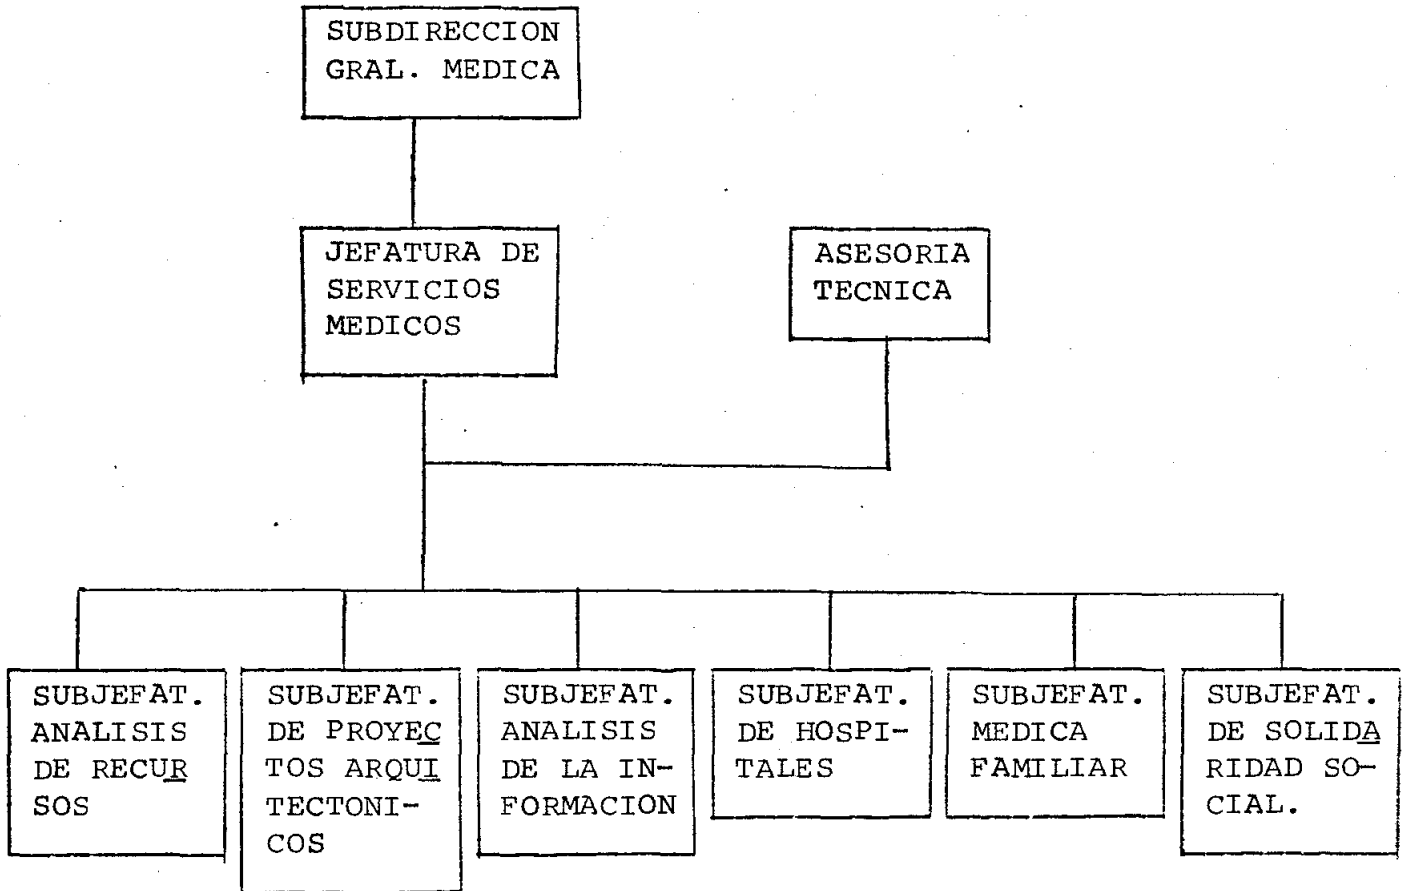 SUBDIRECCION
GRAL. MEDICA
JEFATURA DE
SERVICIOS
MEDICOS
ASESORIA
TECNICA
SUBJEFAT.
ANALISIS
DE RECUR
SOS
SUBJEFAT.
DE PROYEC
TOS ARQUI
TECTONI-
COS
SUBJEFAT.
ANALISIS
DE LA IN-
FORMACION
SUBJEFAT.
DE HOSPI-
TALES
SUBJEFAT.
MEDICA
FAMILIAR
SUBJEFAT.
DE SOLIDA
RIDAD SO-
CIAL.